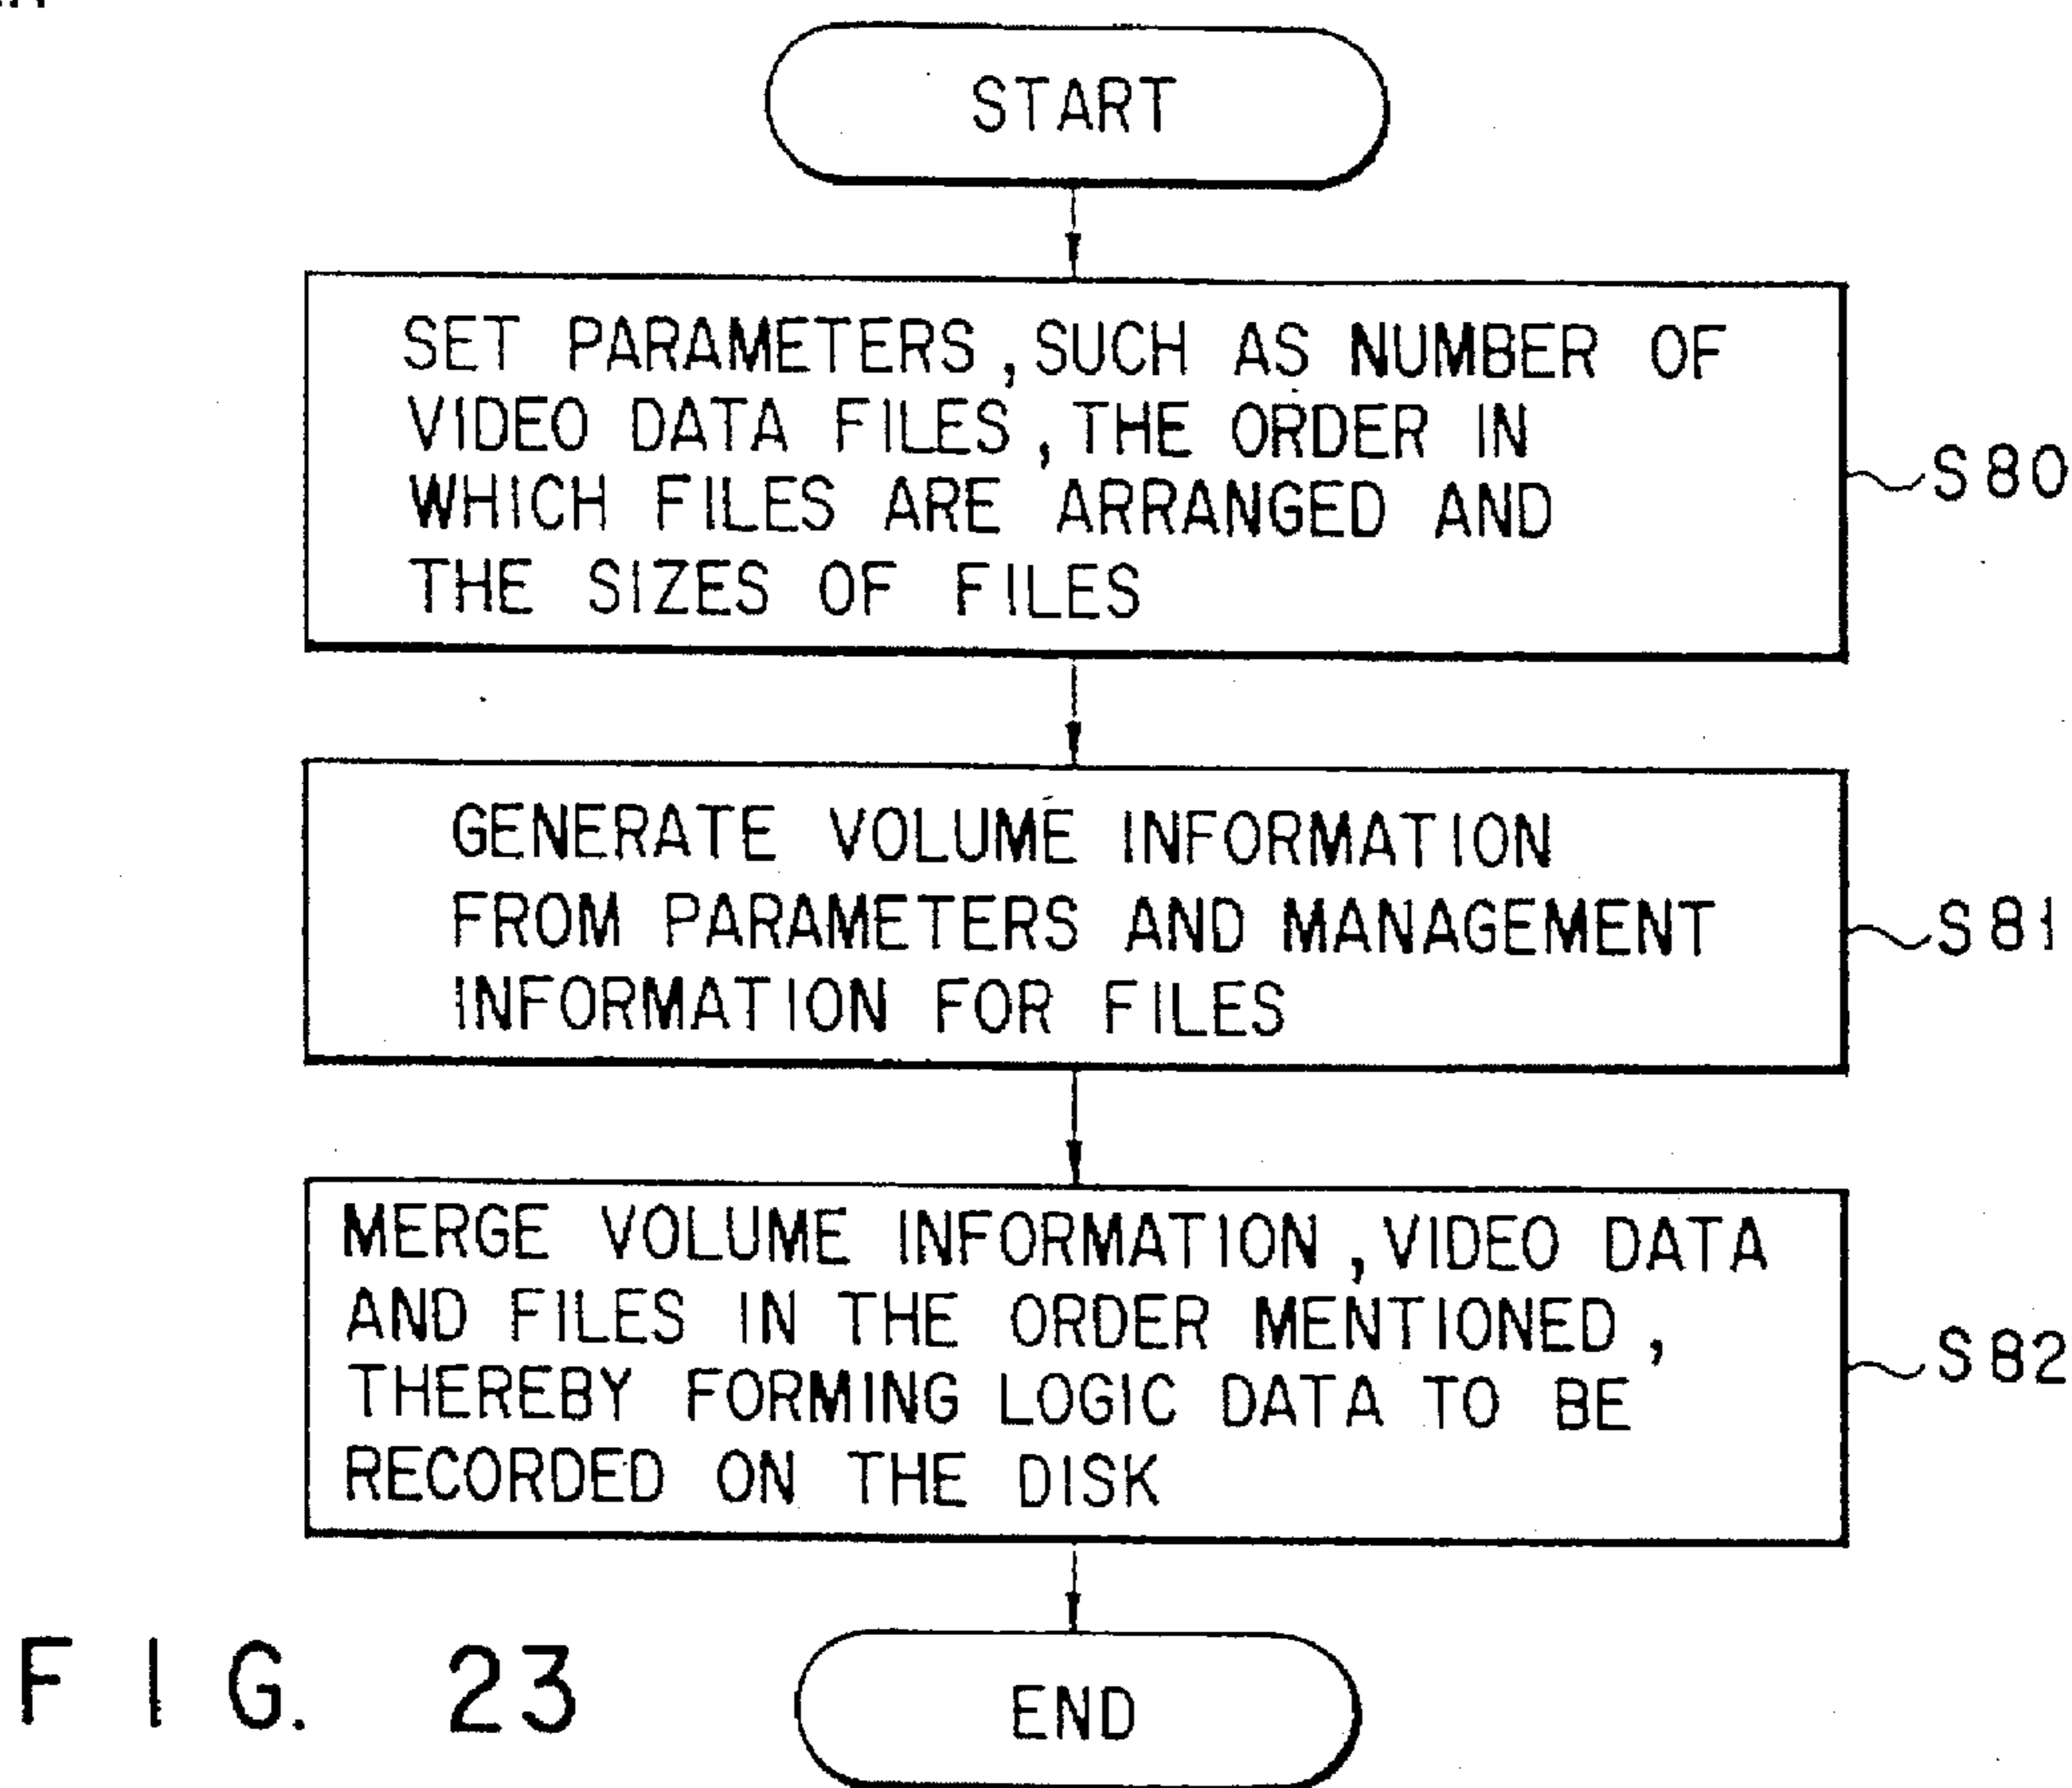 START
SET PARAMETERS, SUCH AS NUMBER OF
VIDEO DATA FILES, THE ORDER IN
WHICH FILES ARE ARRANGED AND
THE SIZES OF FILES
S80
GENERATE VOLUME INFORMATION
FROM PARAMETERS AND MANAGEMENT
INFORMATION FOR FILES
S81
MERGE VOLUME INFORMATION, VIDEO DATA
AND FILES IN THE ORDER MENTIONED,
THEREBY FORMING LOGIC DATA TO BE
RECORDED ON THE DISK
S82
END
FIG. 23